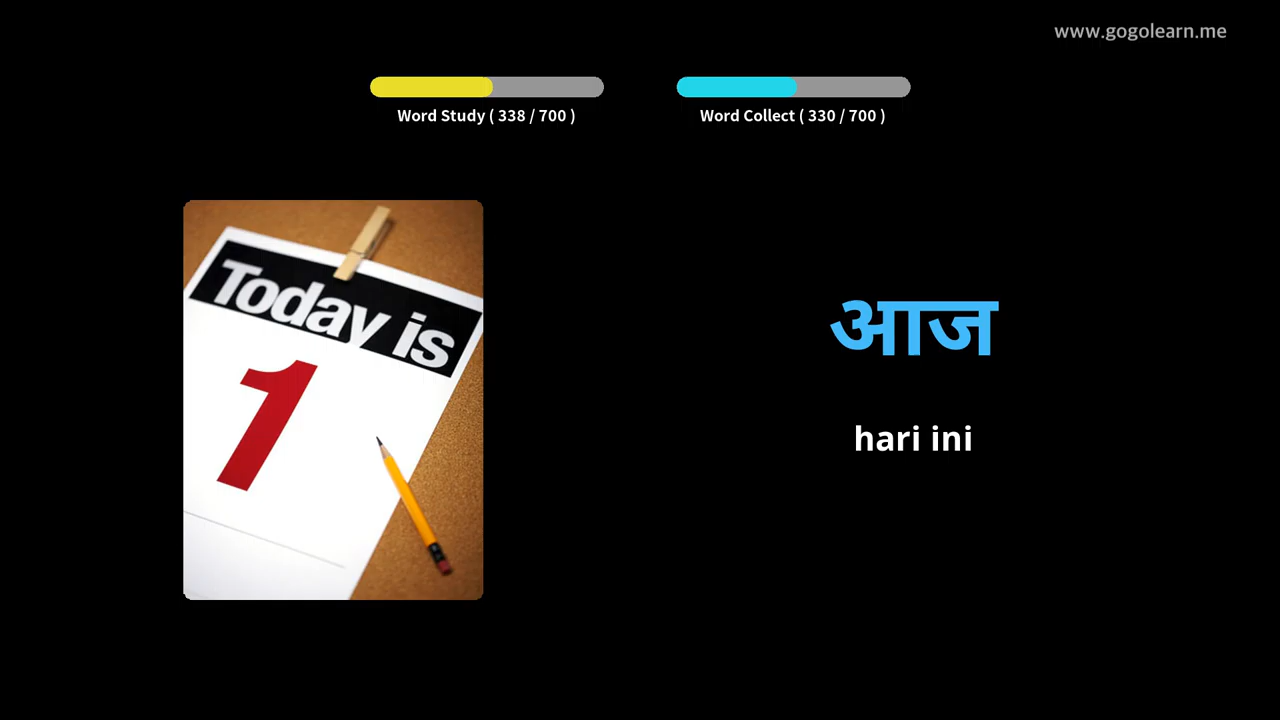 www.gogolearn.me
Word Study ( 338 / 700 )
Word Collect ( 330 / 700 )
Today is
1
आज
hari ini